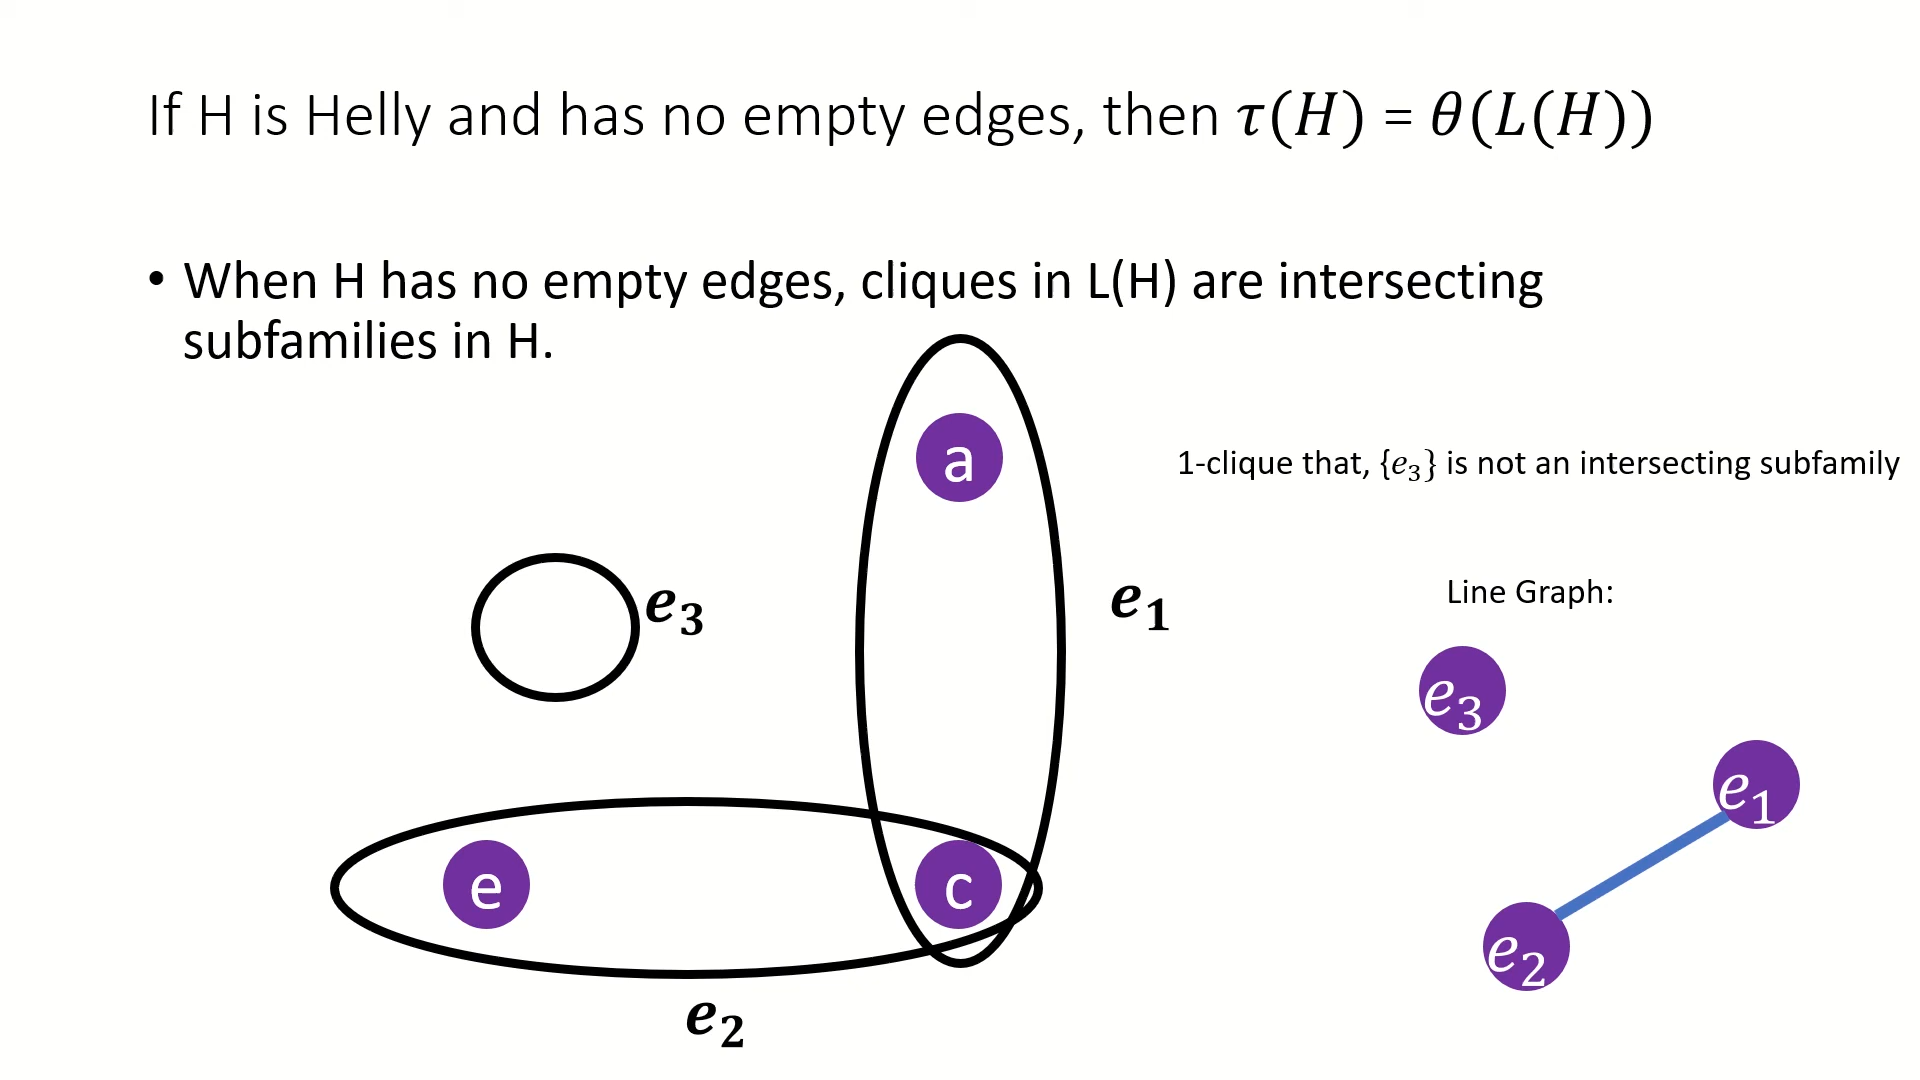 If H is Helly and has no empty edges, then τ(H) = θ(L(H))
• When H has no empty edges, cliques in L(H) are intersecting
subfamilies in H.
a
1-clique that, {e₃} is not an intersecting subfamily
e₃
e₁
Line Graph:
e₃
e₁
e
c
e₂
e₂